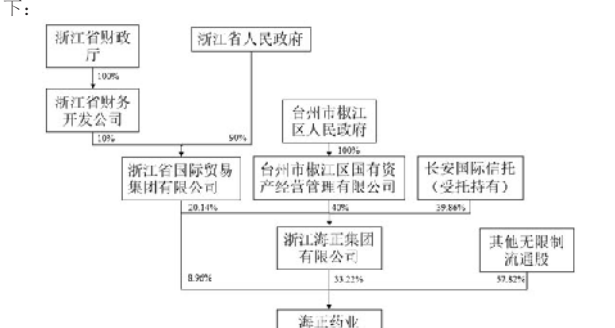 下：
浙江省财政
厅
浙江省人民政府
100%
浙江省财务
开发公司
台州市椒江
区人民政府
10%
90%
100%
浙江省国际贸易
集团有限公司
台州市椒江区国有资
产经营管理有限公司
长安国际信托
（受托持有）
20.14%
40%
39.86%
浙江海正集团
有限公司
其他无限制
流通股
8.96%
33.22%
57.82%
海正药业